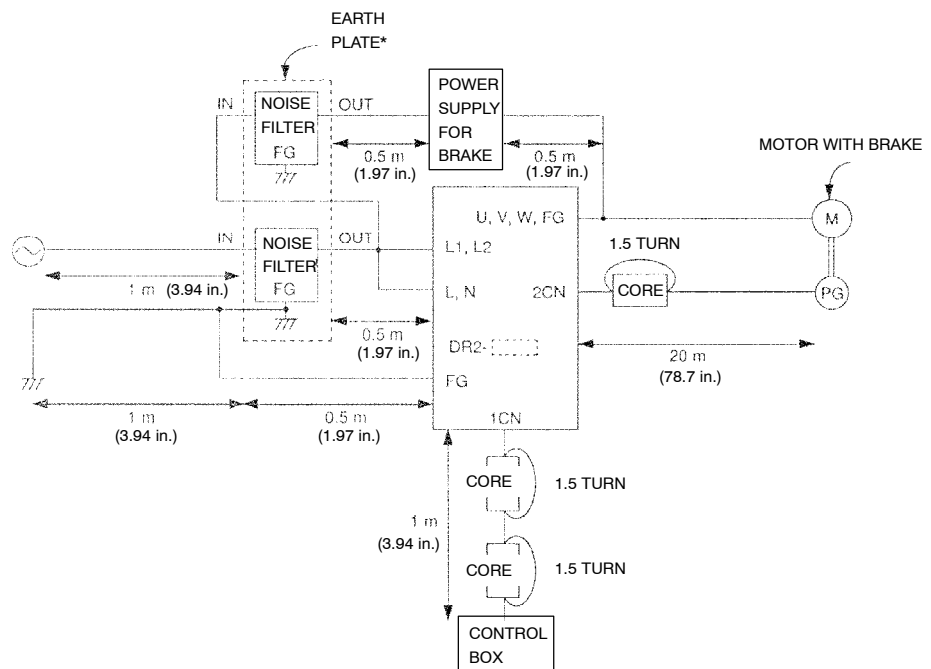 EARTH
PLATE*
IN
NOISE
FILTER
FG
OUT
POWER
SUPPLY
FOR
BRAKE
0.5 m
(1.97 in.)
0.5 m
(1.97 in.)
MOTOR WITH BRAKE
U, V, W, FG
M
IN
NOISE
FILTER
FG
OUT
L1, L2
1.5 TURN
1 m (3.94 in.)
L, N
2CN
CORE
PG
0.5 m
(1.97 in.)
DR2-
20 m
(78.7 in.)
FG
1 m
(3.94 in.)
0.5 m
(1.97 in.)
1CN
CORE
1.5 TURN
1 m
(3.94 in.)
CORE
1.5 TURN
CONTROL
BOX